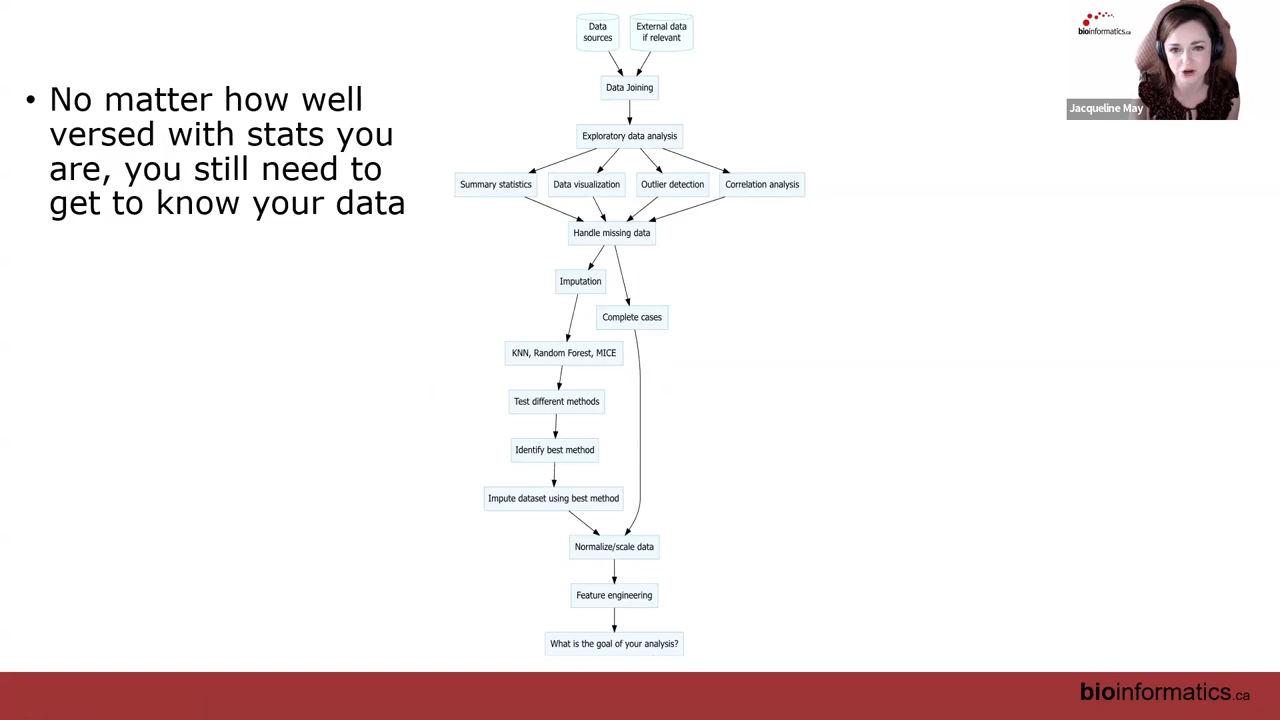 • No matter how well
versed with stats you
are, you still need to
get to know your data
Data
sources
External data
if relevant
Data Joining
Exploratory data analysis
Summary statistics
Data visualization
Outlier detection
Correlation analysis
Handle missing data
Imputation
Complete cases
KNN, Random Forest, MICE
Test different methods
Identify best method
Impute dataset using best method
Normalize/scale data
Feature engineering
What is the goal of your analysis?
bioinformatics.ca
Jacqueline May
bioinformatics.ca